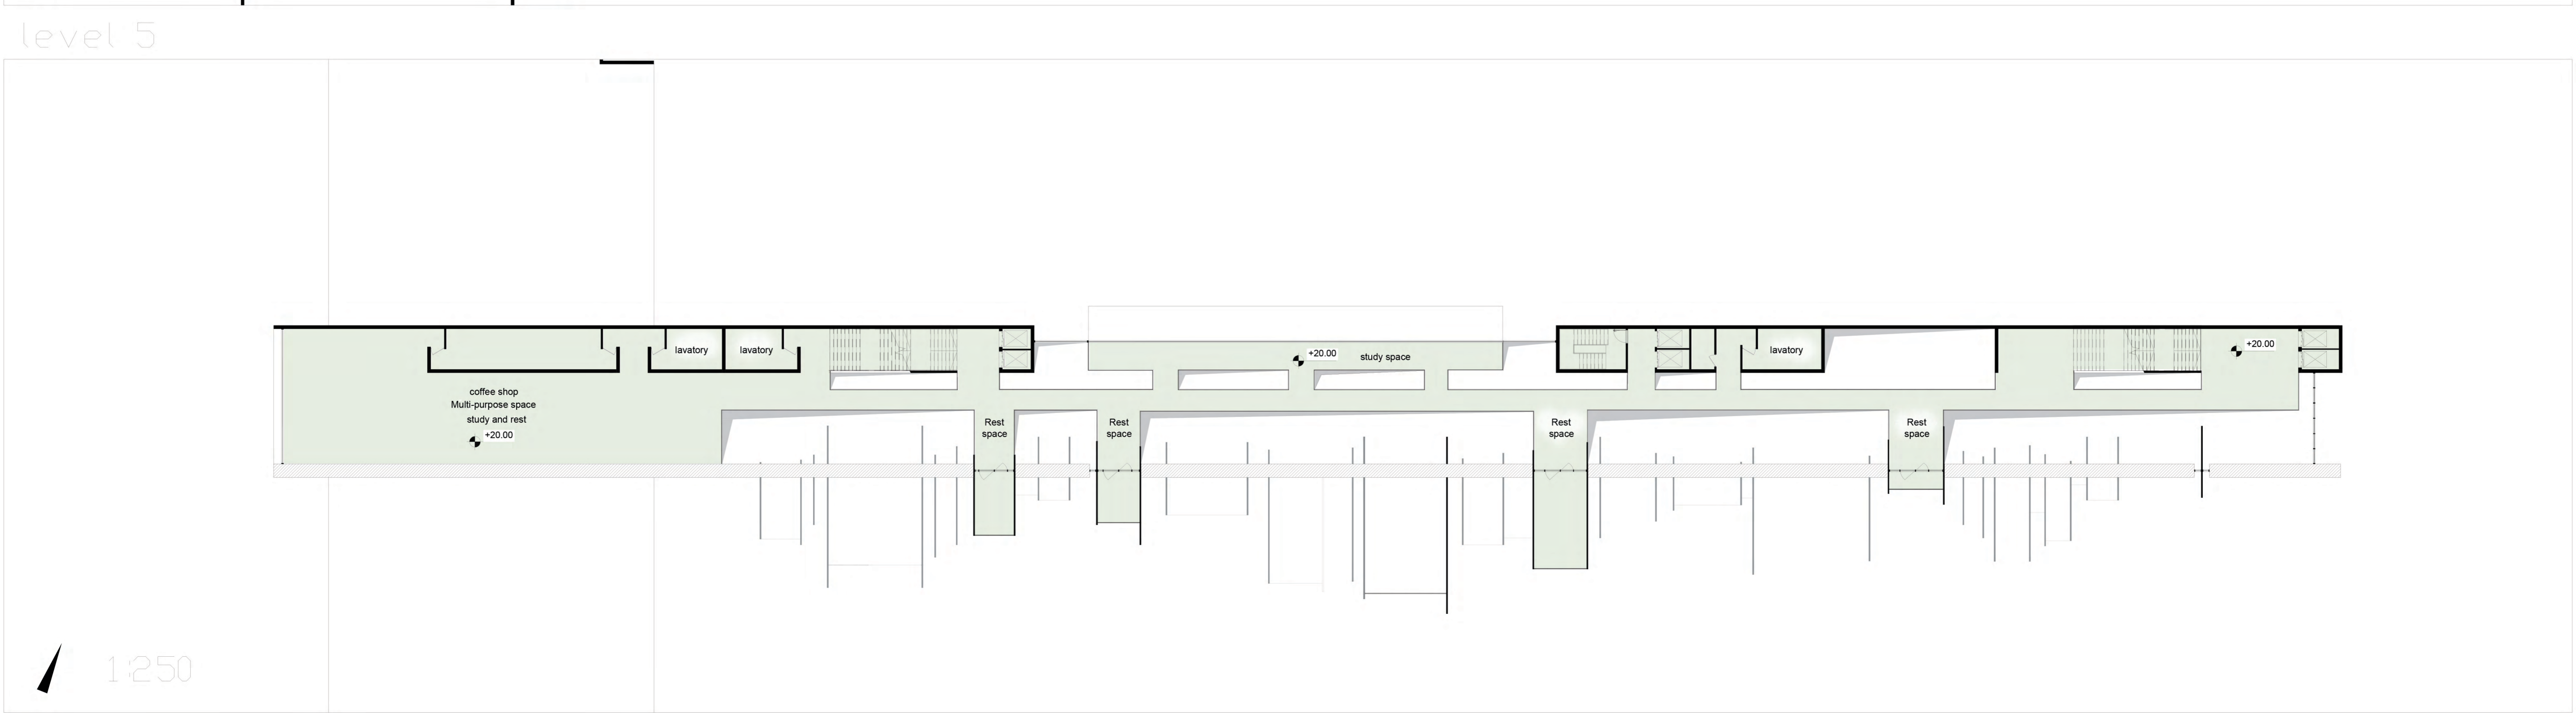 level 5
lavatory
lavatory
coffee shop
Multi-purpose space
study and rest
+20.00
Rest
space
Rest
space
+20.00
study space
Rest
space
lavatory
Rest
space
+20.00
1:250